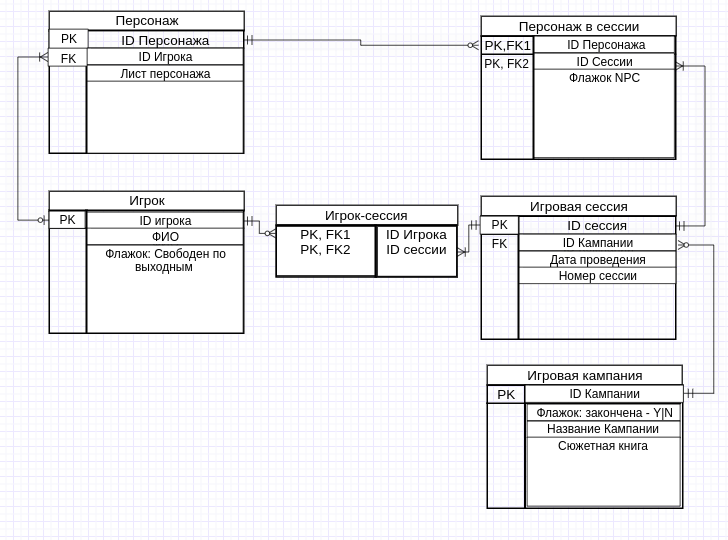 Персонаж
PK
ID Персонажа
FK
ID Игрока
Лист персонажа
Персонаж в сессии
PK,FK1
ID Персонажа
PK, FK2
ID Сессии
Флажок NPC
Игрок
PK
ID игрока
ФИО
Флажок: Свободен по
выходным
Игрок-сессия
PK, FK1
ID Игрока
PK, FK2
ID сессии
Игровая сессия
PK
ID сессия
FK
ID Кампании
Дата проведения
Номер сессии
Игровая кампания
PK
ID Кампании
Флажок: закончена - Y|N
Название Кампании
Сюжетная книга